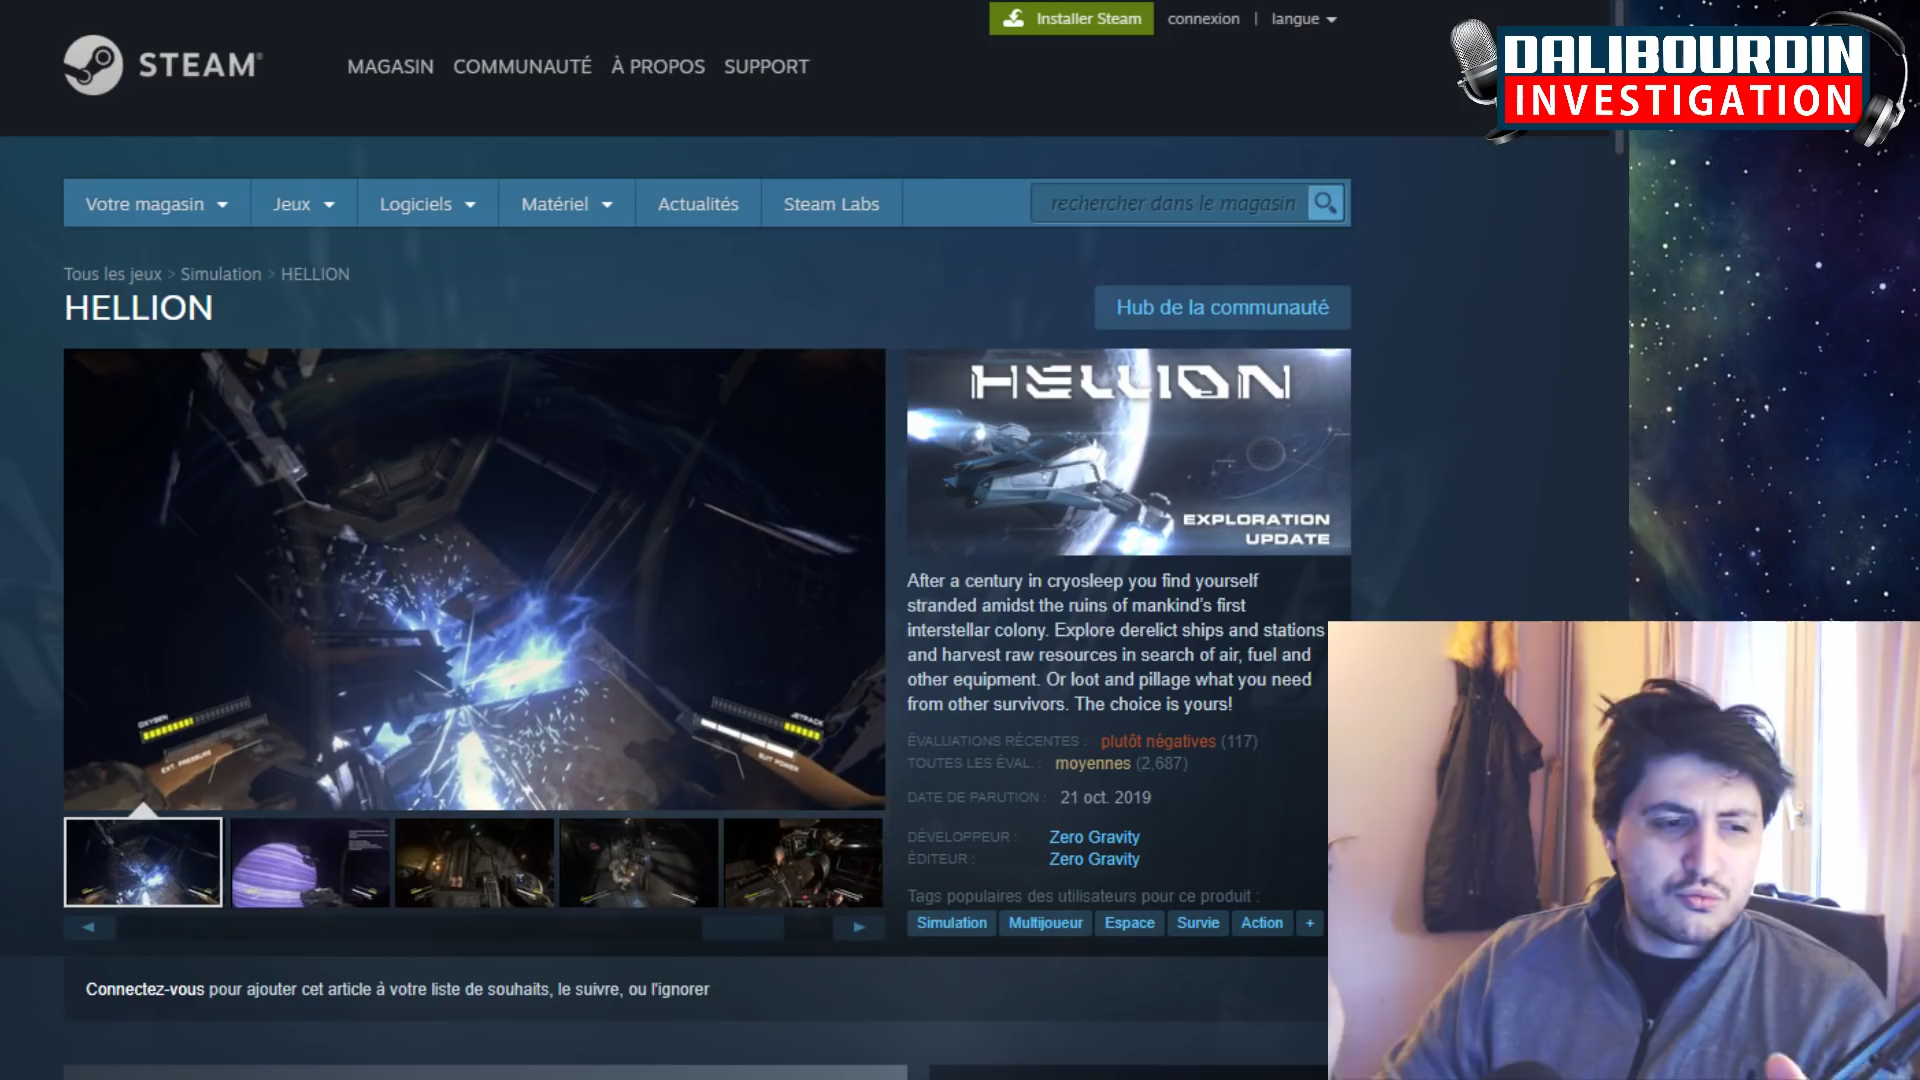 Installer Steam
connexion | langue
STEAM
MAGASIN COMMUNAUTÉ À PROPOS SUPPORT
DALIBOURDIN
INVESTIGATION
Votre magasin
Jeux
Logiciels
Matériel
Actualités
Steam Labs
rechercher dans le magasin
Tous les jeux > Simulation > HELLION
HELLION
Hub de la communauté
HELLION
EXPLORATION
UPDATE
OXYGEN
EXT. PRESSURE
JETPACK
SUIT POWER
After a century in cryosleep you find yourself
stranded amidst the ruins of mankind's first
interstellar colony. Explore derelict ships and stations
and harvest raw resources in search of air, fuel and
other equipment. Or loot and pillage what you need
from other survivors. The choice is yours!
ÉVALUATIONS RÉCENTES : plutôt négatives (117)
TOUTES LES ÉVAL. : moyennes (2,687)
DATE DE PARUTION : 21 oct. 2019
DÉVELOPPEUR : Zero Gravity
ÉDITEUR : Zero Gravity
Tags populaires des utilisateurs pour ce produit :
Simulation Multijoueur Espace Survie Action +
Connectez-vous pour ajouter cet article à votre liste de souhaits, le suivre, ou l'ignorer